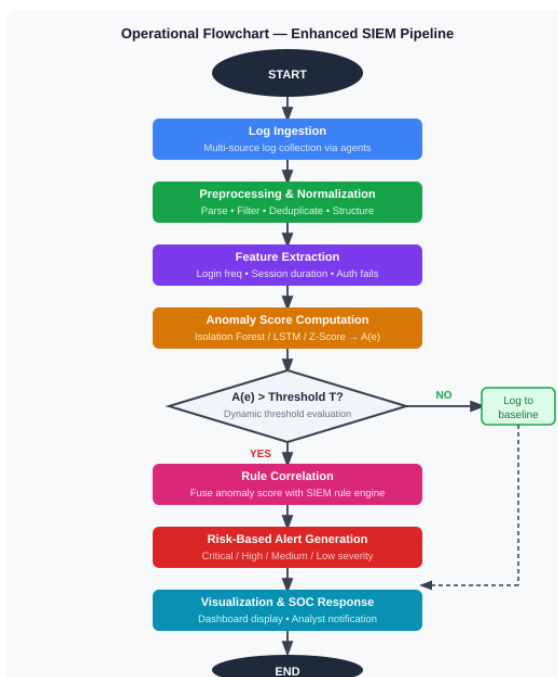 Operational Flowchart — Enhanced SIEM Pipeline
START
Log Ingestion
Multi-source log collection via agents
Preprocessing & Normalization
Parse • Filter • Deduplicate • Structure
Feature Extraction
Login freq • Session duration • Auth fails
Anomaly Score Computation
Isolation Forest / LSTM / Z-Score → A(e)
A(e) > Threshold T?
Dynamic threshold evaluation
NO
Log to
baseline
YES
Rule Correlation
Fuse anomaly score with SIEM rule engine
Risk-Based Alert Generation
Critical / High / Medium / Low severity
Visualization & SOC Response
Dashboard display • Analyst notification
END